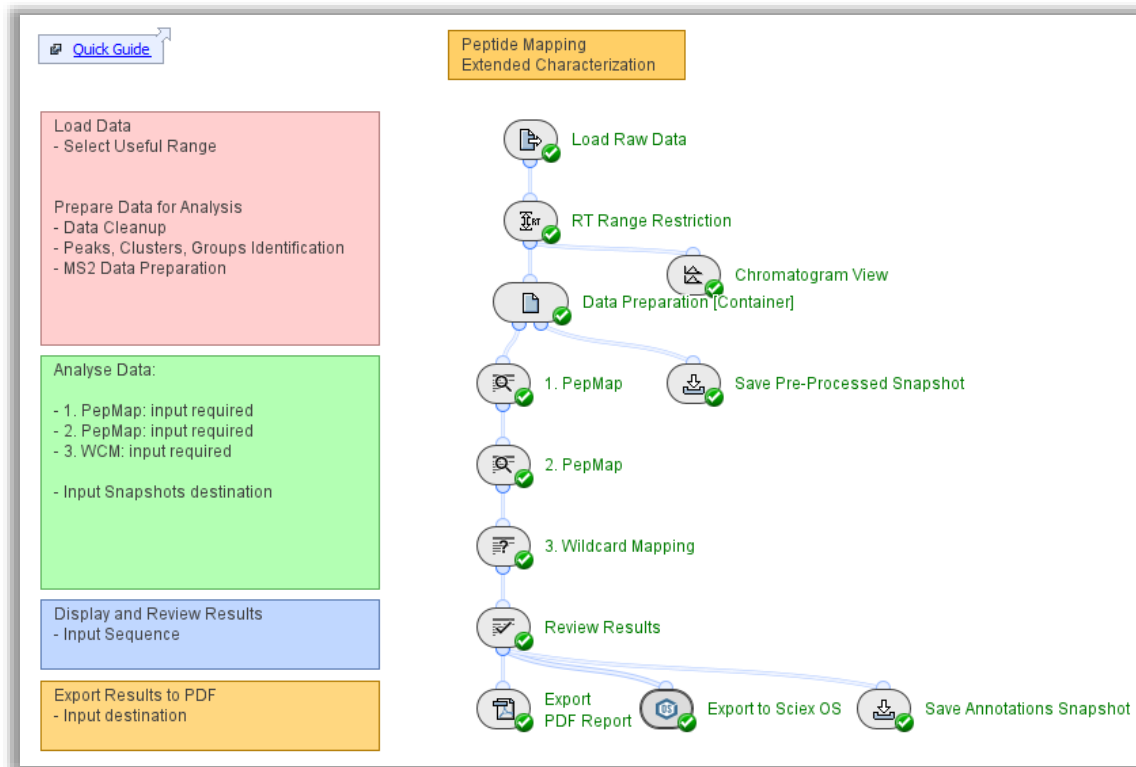 Quick Guide
Peptide Mapping
Extended Characterization
Load Data
- Select Useful Range
Prepare Data for Analysis
- Data Cleanup
- Peaks, Clusters, Groups Identification
- MS2 Data Preparation
Analyse Data:
- 1. PepMap: input required
- 2. PepMap: input required
- 3. WCM: input required
- Input Snapshots destination
Display and Review Results
- Input Sequence
Export Results to PDF
- Input destination
Load Raw Data
RT
RT Range Restriction
Chromatogram View
Data Preparation [Container]
1. PepMap
Save Pre-Processed Snapshot
2. PepMap
?
3. Wildcard Mapping
Review Results
Export
PDF Report
OS
Export to Sciex OS
Save Annotations Snapshot